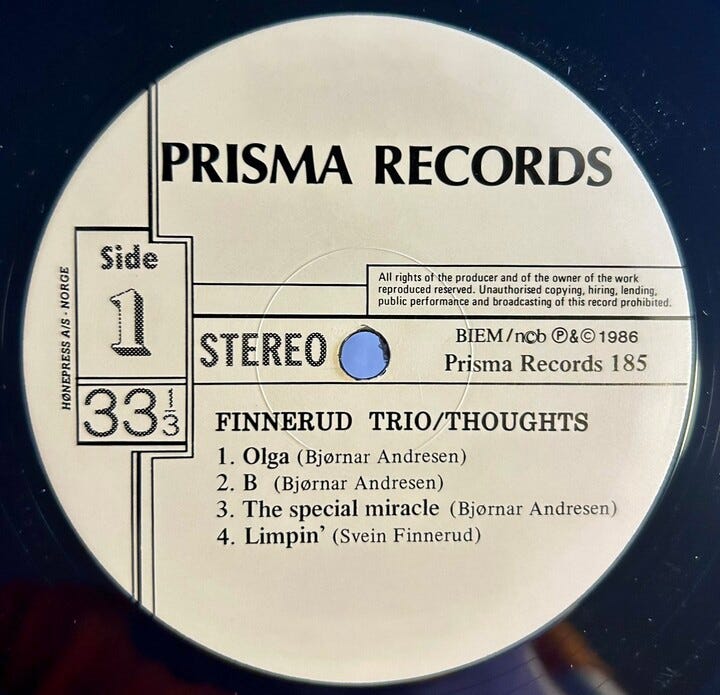 PRISMA RECORDS
Side
1
33 1/3
HØNEPRESS A/S - NORGE
All rights of the producer and of the owner of the work
reproduced reserved. Unauthorised copying, hiring, lending,
public performance and broadcasting of this record prohibited.
STEREO
BIEM/ncb ℗&© 1986
Prisma Records 185
FINNERUD TRIO/THOUGHTS
1. Olga (Bjørnar Andresen)
2. B (Bjørnar Andresen)
3. The special miracle (Bjørnar Andresen)
4. Limpin' (Svein Finnerud)